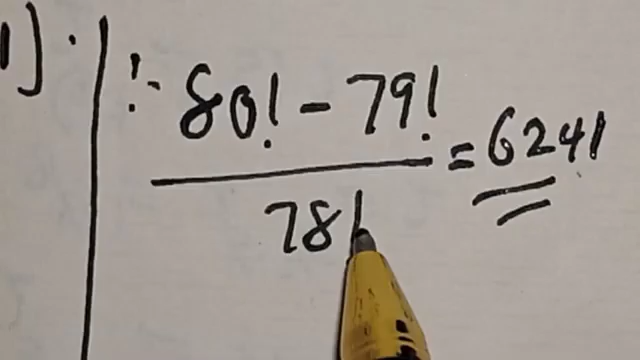 1].
∴ 80! - 79! / 78! = 6241